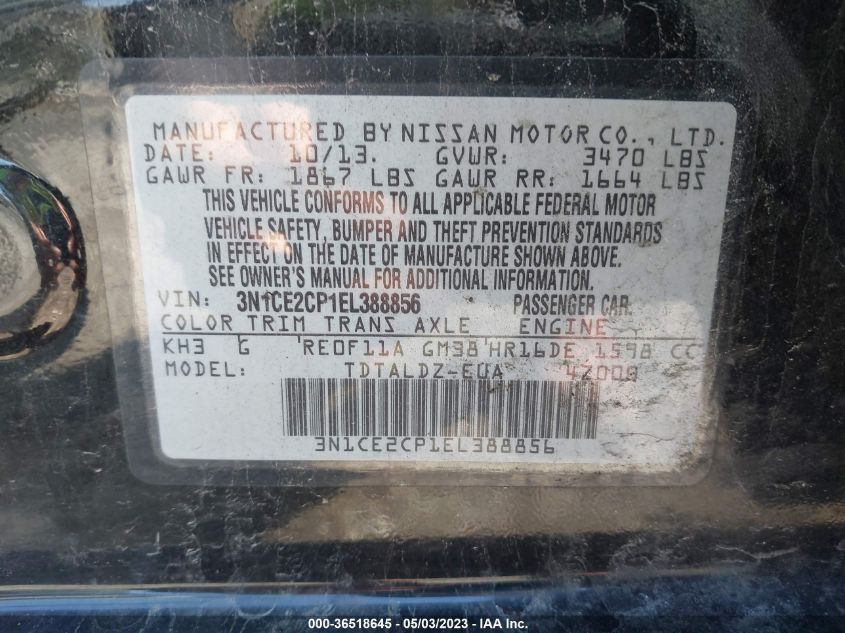 MANUFACTURED BY NISSAN MOTOR CO., LTD.
DATE: 10/13. GVWR: 3470 LBS
GAWR FR: 1867 LBS GAWR RR: 1664 LBS
THIS VEHICLE CONFORMS TO ALL APPLICABLE FEDERAL MOTOR
VEHICLE SAFETY, BUMPER AND THEFT PREVENTION STANDARDS
IN EFFECT ON THE DATE OF MANUFACTURE SHOWN ABOVE.
SEE OWNER'S MANUAL FOR ADDITIONAL INFORMATION.
VIN: 3N1CE2CP1EL388856 PASSENGER CAR.
COLOR TRIM TRANS AXLE ENGINE
KH3 G RE0F11A GM38 HR16DE 1598 CC
MODEL: TDTALDZ-EUA
3N1CE2CP1EL388856
000-36518645 - 05/03/2023 - IAA Inc.